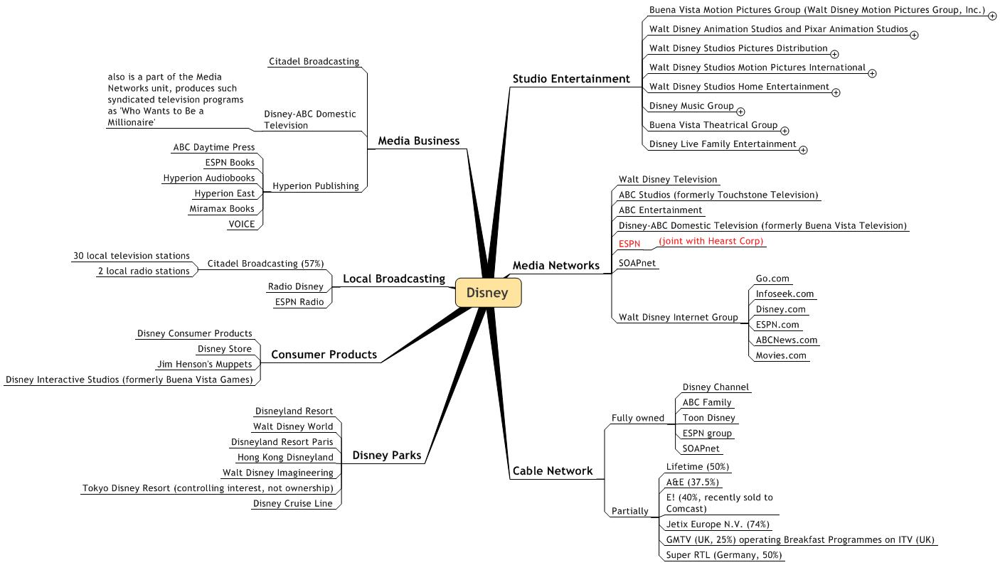 Disney
Studio Entertainment
Buena Vista Motion Pictures Group (Walt Disney Motion Pictures Group, Inc.)
Walt Disney Animation Studios and Pixar Animation Studios
Walt Disney Studios Pictures Distribution
Walt Disney Studios Motion Pictures International
Walt Disney Studios Home Entertainment
Disney Music Group
Buena Vista Theatrical Group
Disney Live Family Entertainment
Media Networks
Walt Disney Television
ABC Studios (formerly Touchstone Television)
ABC Entertainment
Disney-ABC Domestic Television (formerly Buena Vista Television)
ESPN
(joint with Hearst Corp)
SOAPnet
Walt Disney Internet Group
Go.com
Infoseek.com
Disney.com
ESPN.com
ABCNews.com
Movies.com
Cable Network
Fully owned
Disney Channel
ABC Family
Toon Disney
ESPN group
SOAPnet
Partially
Lifetime (50%)
A&E (37.5%)
E! (40%, recently sold to
Comcast)
Jetix Europe N.V. (74%)
GMTV (UK, 25%) operating Breakfast Programmes on ITV (UK)
Super RTL (Germany, 50%)
Media Business
Citadel Broadcasting
Disney-ABC Domestic
Television
also is a part of the Media
Networks unit, produces such
syndicated television programs
as 'Who Wants to Be a
Millionaire'
Hyperion Publishing
ABC Daytime Press
ESPN Books
Hyperion Audiobooks
Hyperion East
Miramax Books
VOICE
Local Broadcasting
Citadel Broadcasting (57%)
30 local television stations
2 local radio stations
Radio Disney
ESPN Radio
Consumer Products
Disney Consumer Products
Disney Store
Jim Henson's Muppets
Disney Interactive Studios (formerly Buena Vista Games)
Disney Parks
Disneyland Resort
Walt Disney World
Disneyland Resort Paris
Hong Kong Disneyland
Walt Disney Imagineering
Tokyo Disney Resort (controlling interest, not ownership)
Disney Cruise Line